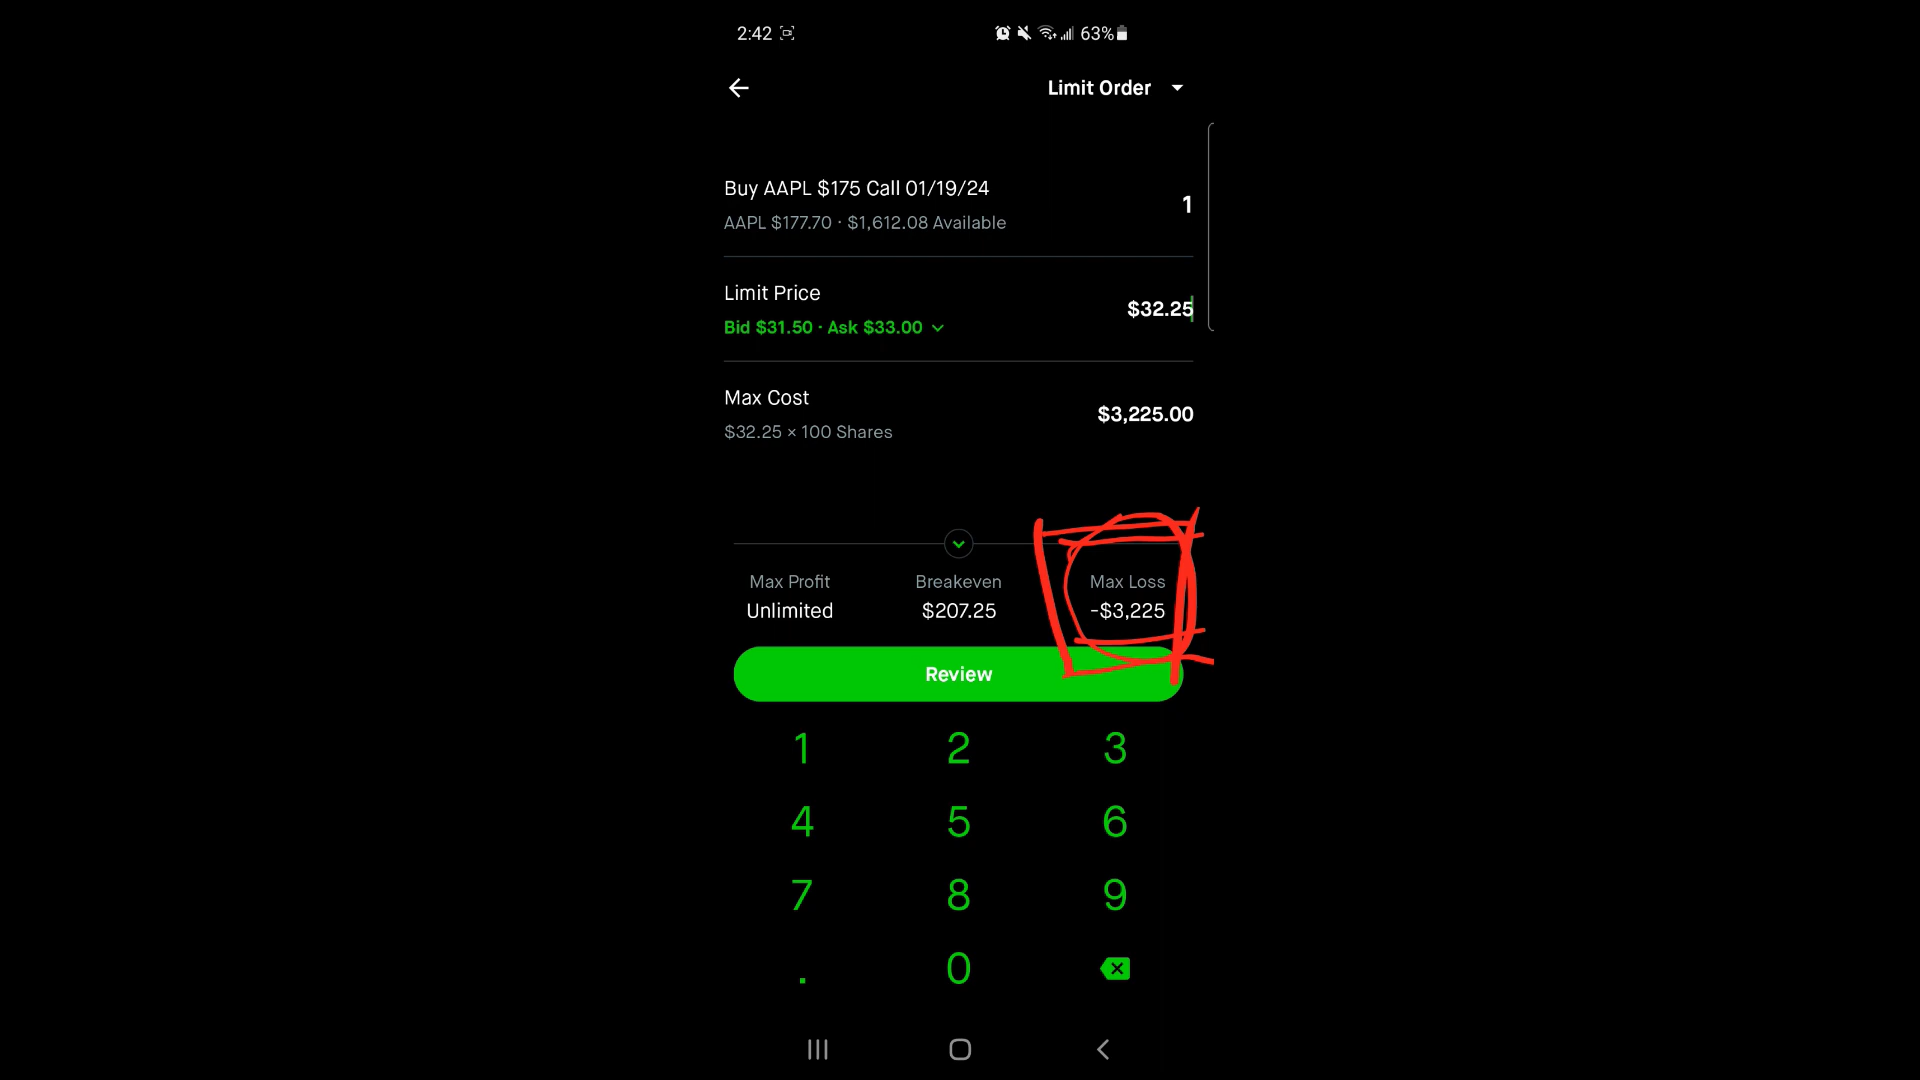 2:42 63%
Limit Order
Buy AAPL $175 Call 01/19/24
1
AAPL $177.70 · $1,612.08 Available
Limit Price
$32.25
Bid $31.50 · Ask $33.00
Max Cost
$3,225.00
$32.25 × 100 Shares
Max Profit Breakeven Max Loss
Unlimited $207.25 -$3,225
Review
1 2 3
4 5 6
7 8 9
. 0